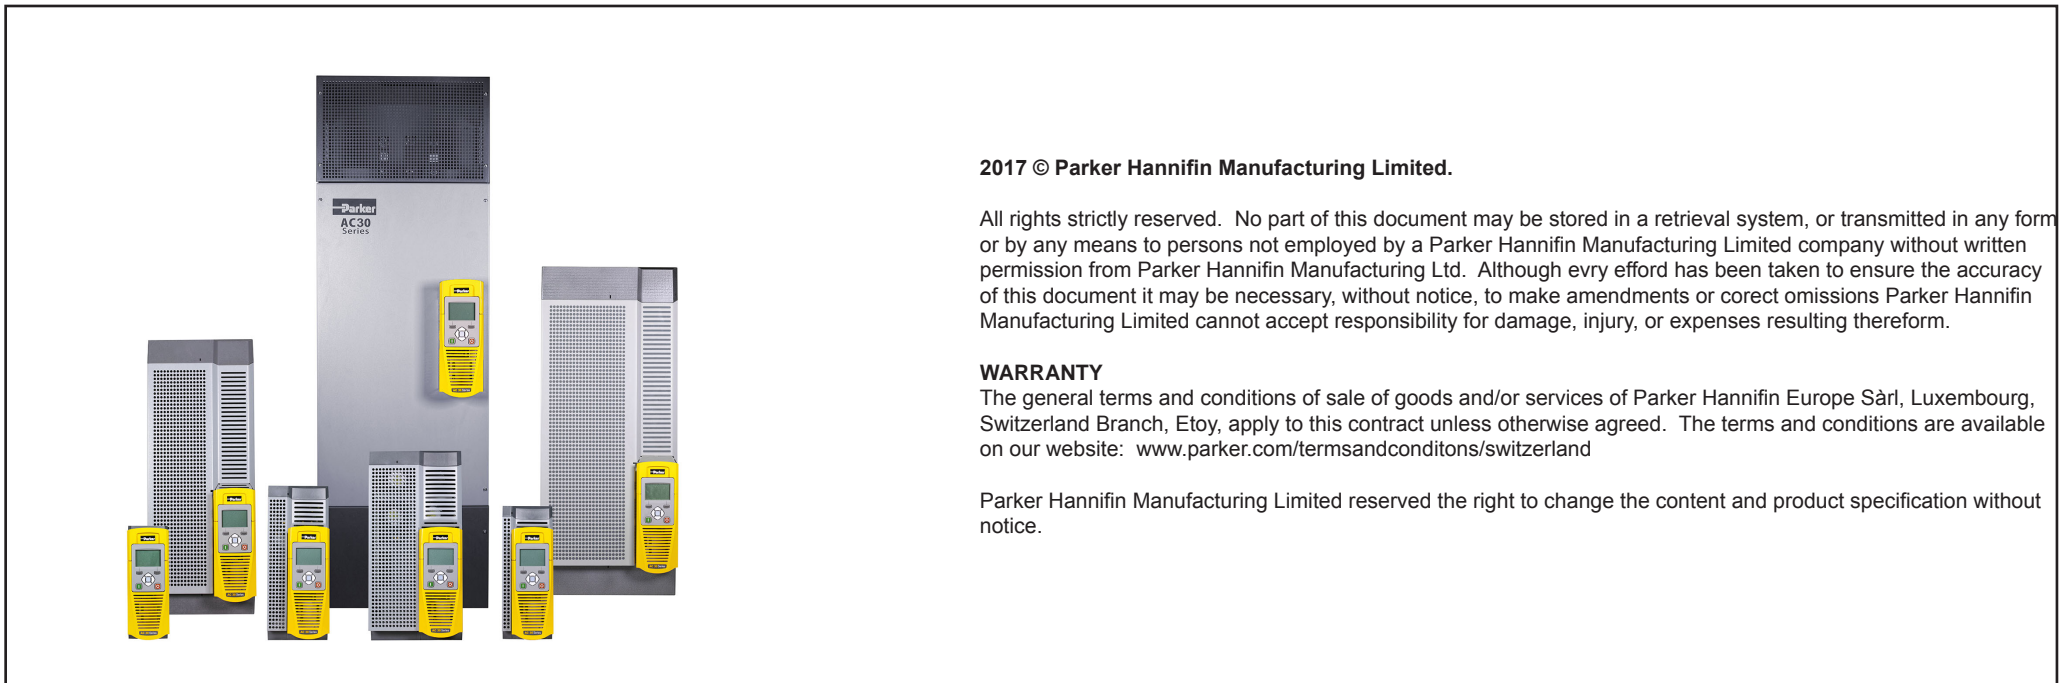 Parker
AC30
Series
2017 © Parker Hannifin Manufacturing Limited.
All rights strictly reserved.  No part of this document may be stored in a retrieval system, or transmitted in any form
or by any means to persons not employed by a Parker Hannifin Manufacturing Limited company without written
permission from Parker Hannifin Manufacturing Ltd.  Although evry efford has been taken to ensure the accuracy
of this document it may be necessary, without notice, to make amendments or corect omissions Parker Hannifin
Manufacturing Limited cannot accept responsibility for damage, injury, or expenses resulting thereform.
WARRANTY
The general terms and conditions of sale of goods and/or services of Parker Hannifin Europe Sàrl, Luxembourg,
Switzerland Branch, Etoy, apply to this contract unless otherwise agreed.  The terms and conditions are available
on our website:  www.parker.com/termsandconditons/switzerland
Parker Hannifin Manufacturing Limited reserved the right to change the content and product specification without
notice.